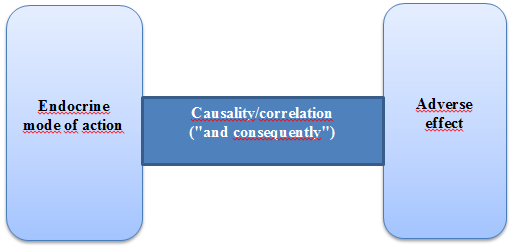 Endocrine
mode of action
Causality/correlation
("and consequently")
Adverse
effect